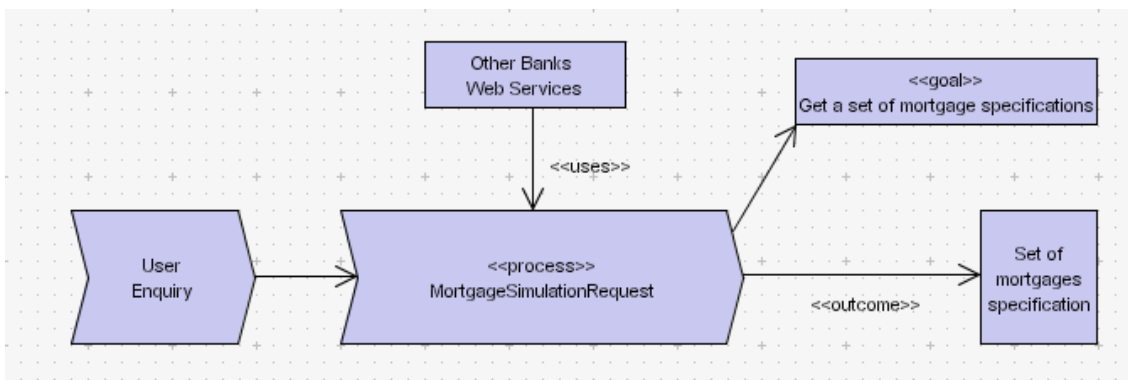 Other Banks
Web Services
<<goal>>
Get a set of mortgage specifications
<<uses>>
User
Enquiry
<<process>>
MortgageSimulationRequest
Set of
mortgages
specification
<<outcome>>